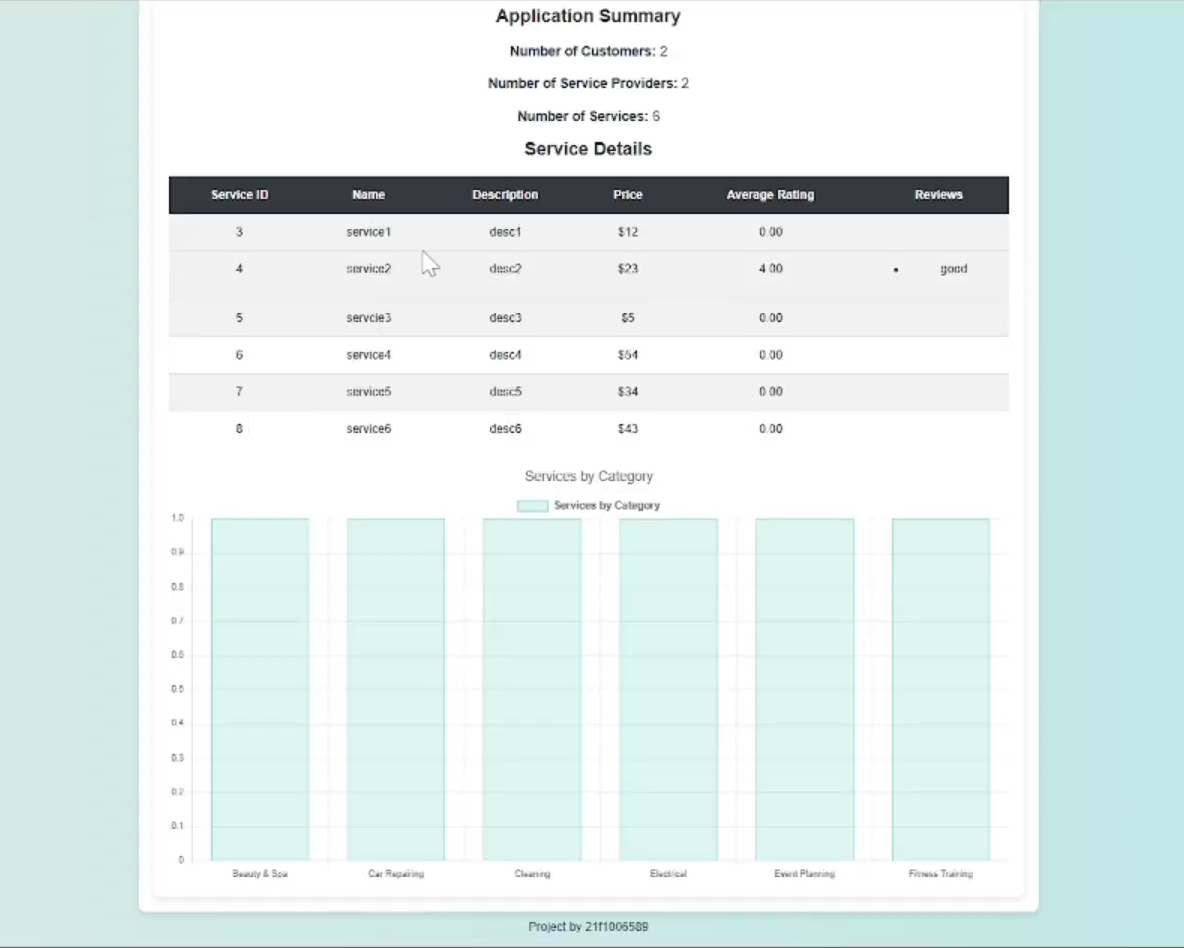 Application Summary
Number of Customers: 2
Number of Service Providers: 2
Number of Services: 6
Service Details
Service ID Name Description Price Average Rating Reviews
3 service1 desc1 $12 0.00
4 service2 desc2 $23 4.00 • good
5 servcie3 desc3 $5 0.00
6 service4 desc4 $54 0.00
7 service5 desc5 $34 0.00
8 service6 desc6 $43 0.00
Services by Category
Services by Category
1.0
0.9
0.8
0.7
0.6
0.5
0.4
0.3
0.2
0.1
0
Beauty & Spa Car Repairing Cleaning Electrical Event Planning Fitness Training
Project by 21f1006589